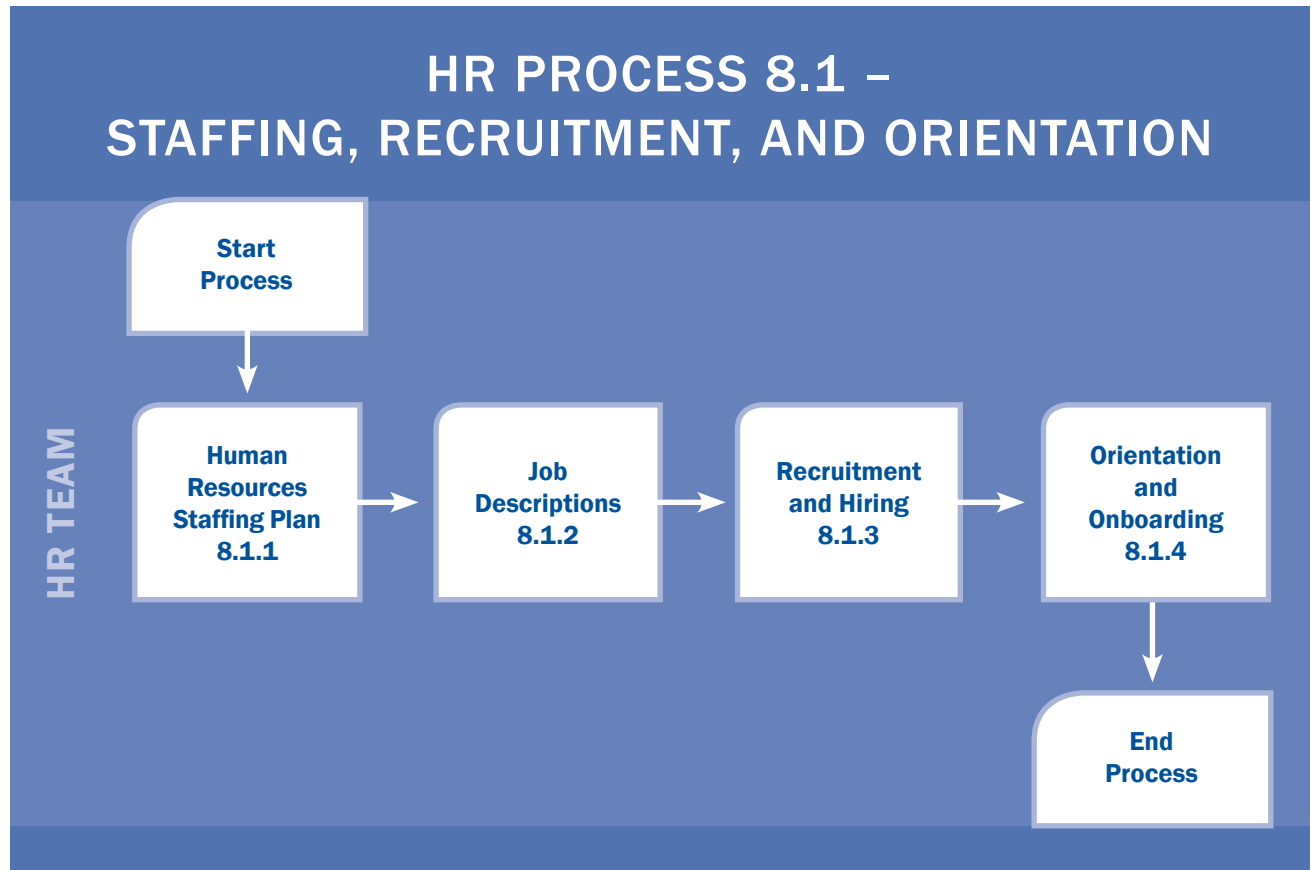 HR PROCESS 8.1 –
STAFFING, RECRUITMENT, AND ORIENTATION
Start
Process
HR TEAM
Human
Resources
Staffing Plan
8.1.1
Job
Descriptions
8.1.2
Recruitment
and Hiring
8.1.3
Orientation
and
Onboarding
8.1.4
End
Process